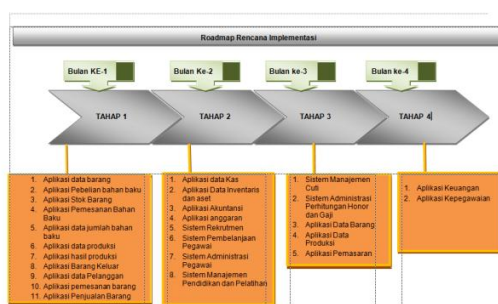 Roadmap Rencana Implementasi
Bulan KE-1
Bulan Ke-2
Bulan ke-3
Bulan ke-4
TAHAP 1
TAHAP 2
TAHAP 3
TAHAP 4
1. Aplikasi data barang
2. Aplikasi Pebelian bahan baku
3. Aplikasi Stok Barang
4. Aplikasi Pemesanan Bahan
Baku
5. Aplikasi data jumlah bahan
baku
6. Aplikasi data produksi
7. Aplikasi hasil produksi
8. Aplikasi Barang Keluar
9. Aplikasi data Pelanggan
10. Aplikasi pemesanan barang
11. Aplikasi Penjualan Barang
1. Aplikasi data Kas
2. Aplikasi Data Inventaris
dan aset
3. Aplikasi Akuntansi
4. Aplikasi anggaran
5. Sistem Rekrutmen
6. Sistem Pembelanjaan
Pegawai
7. Sistem Administrasi
Pegawai
8. Sistem Manajemen
Pendidikan dan Pelatihan
1. Sistem Manajemen
Cuti
2. Sistem Administrasi
Perhitungan Honor
dan Gaji
3. Aplikasi Data Barang
4. Aplikasi Data
Produksi
5. Aplikasi Pemasaran
1. Aplikasi Keuangan
2. Aplikasi Kepegawaian